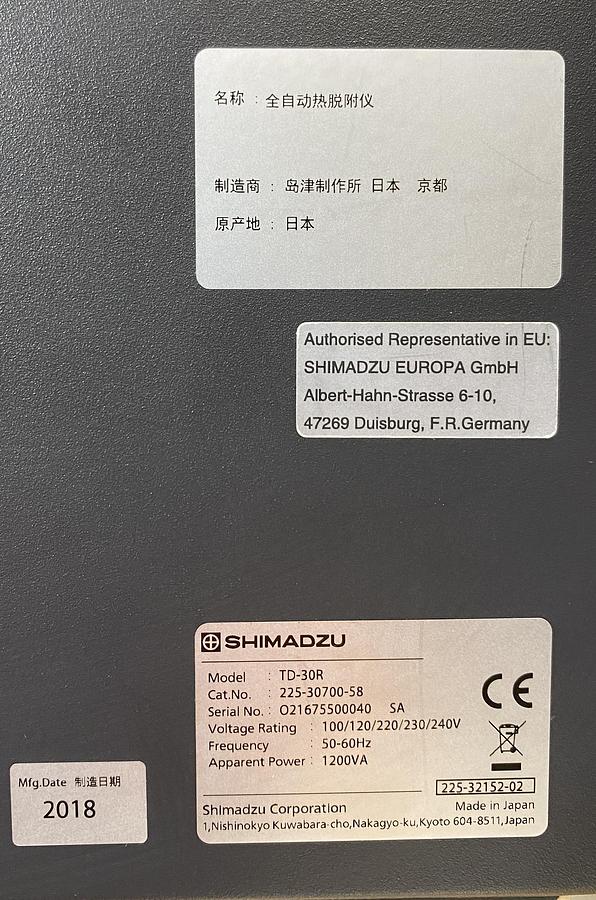 名称 : 全自动热脱附仪
制造商 : 岛津制作所 日本 京都
原产地 : 日本
Authorised Representative in EU:
SHIMADZU EUROPA GmbH
Albert-Hahn-Strasse 6-10,
47269 Duisburg, F.R.Germany
SHIMADZU
Model : TD-30R
Cat.No. : 225-30700-58
Serial No. : O21675500040 SA
Voltage Rating : 100/120/220/230/240V
Frequency : 50-60Hz
Apparent Power : 1200VA
CE
225-32152-02
Shimadzu Corporation
Made in Japan
1,Nishinokyo Kuwabara-cho,Nakagyo-ku,Kyoto 604-8511,Japan
Mfg.Date 制造日期
2018